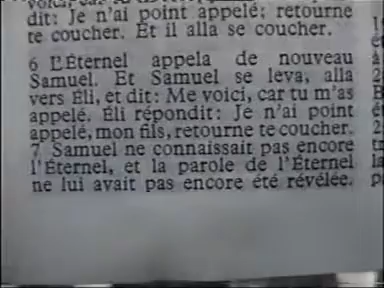 dit: Je n'ai point appelé; retourne
te coucher. Et il alla se coucher.
6 L'Éternel appela de nouveau
Samuel. Et Samuel se leva, alla
vers Éli, et dit: Me voici, car tu m'as
appelé. Éli répondit: Je n'ai point
appelé, mon fils, retourne te coucher.
7 Samuel ne connaissait pas encore
l'Éternel, et la parole de l'Éternel
ne lui avait pas encore été révélée.